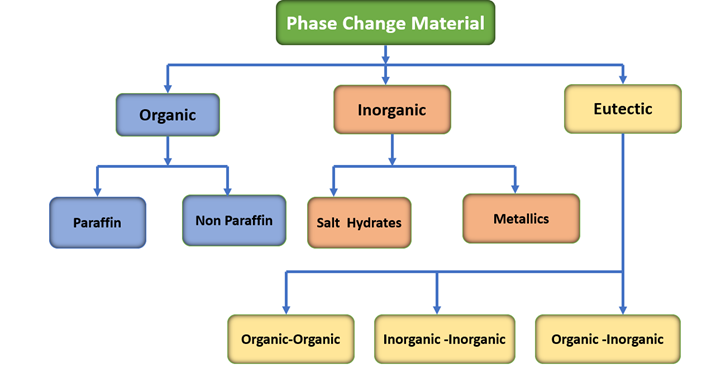 Phase Change Material
Organic
Inorganic
Eutectic
Paraffin
Non Paraffin
Salt Hydrates
Metallics
Organic-Organic
Inorganic -Inorganic
Organic -Inorganic